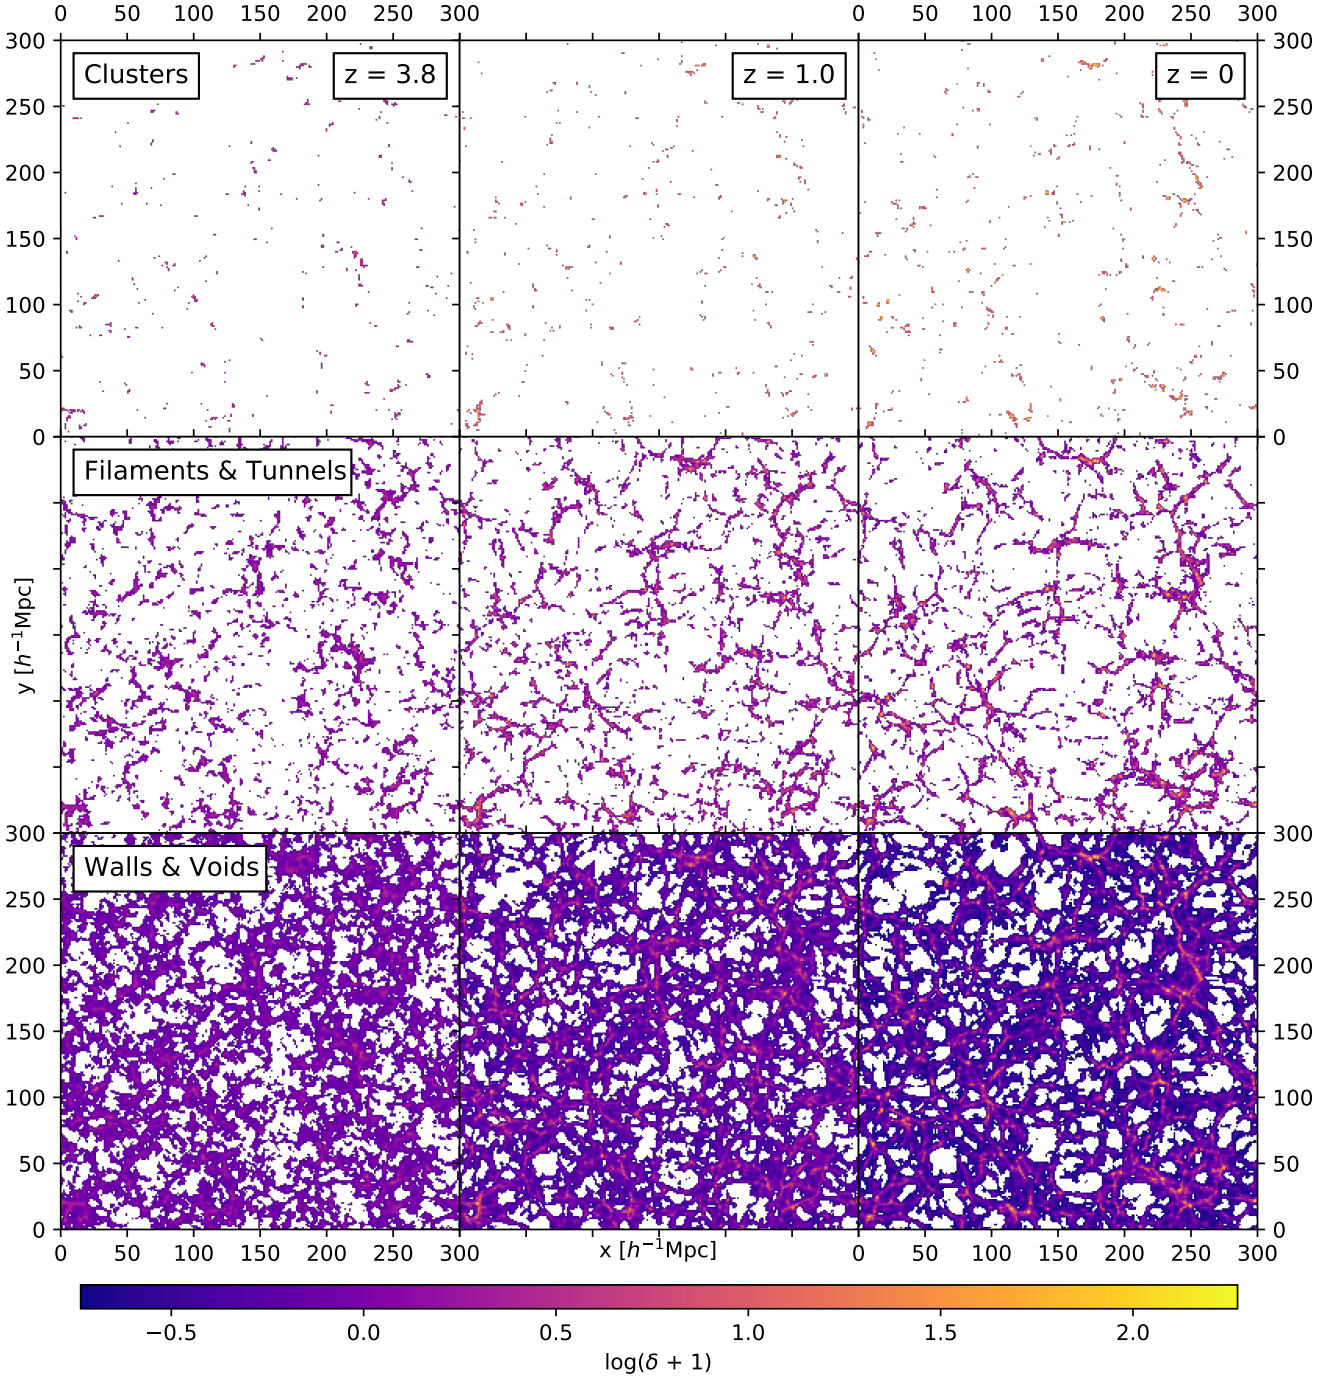 0 50 100 150 200 250 300 0 50 100 150 200 250 300
300 Clusters z = 3.8 z = 1.0 z = 0 300
250 250
200 200
150 150
100 100
50 50
0 0
Filaments & Tunnels
y [h⁻¹Mpc]
300 300
Walls & Voids
250 250
200 200
150 150
100 100
50 50
0 0
0 50 100 150 200 250 300 x [h⁻¹Mpc] 0 50 100 150 200 250 300
−0.5 0.0 0.5 1.0 1.5 2.0
log(δ + 1)